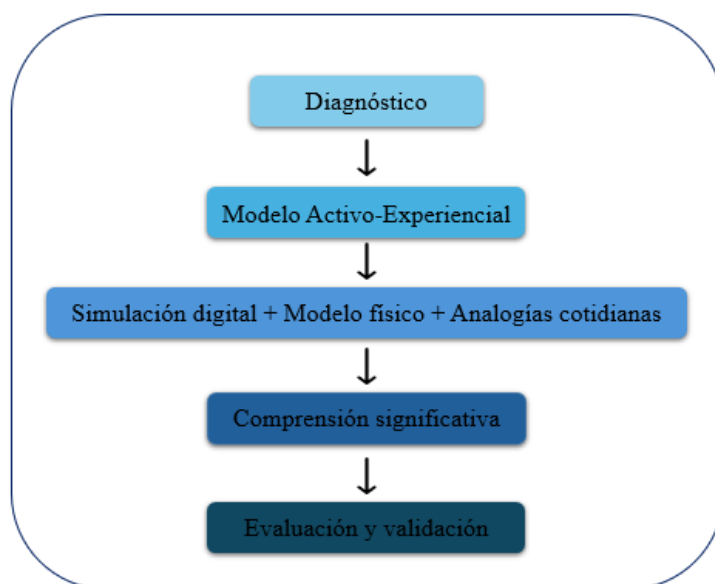 Diagnóstico
Modelo Activo-Experiencial
Simulación digital + Modelo físico + Analogías cotidianas
Comprensión significativa
Evaluación y validación